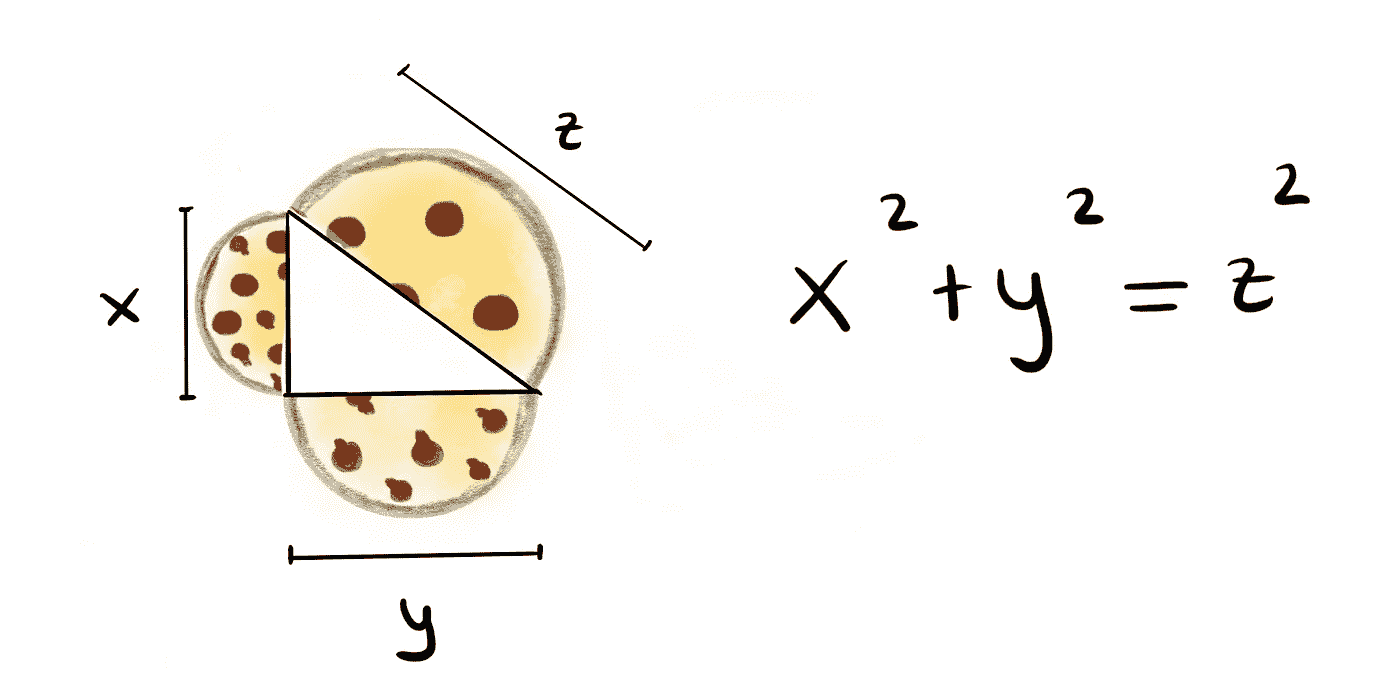 z
x
x² + y² = z²
y